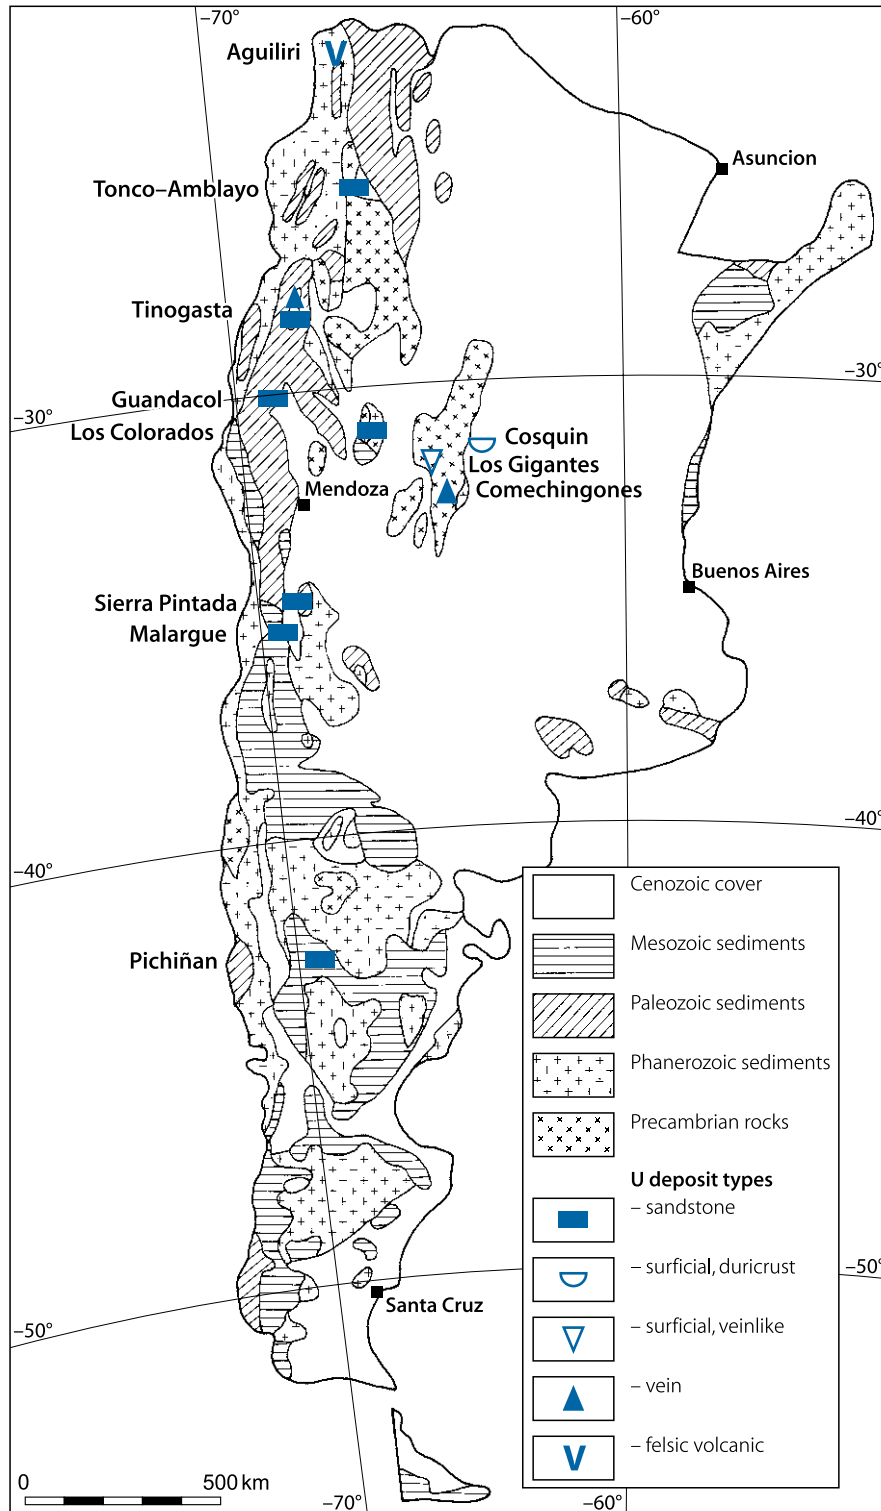 –70°
–60°
Aguiliri
Asuncion
Tonco–Amblayo
Tinogasta
–30°
Guandacol
–30°
Los Colorados
Cosquin
Los Gigantes
Mendoza
Comechingones
Buenos Aires
Sierra Pintada
Malargue
–40°
–40°
Cenozoic cover
Mesozoic sediments
Pichiñan
Paleozoic sediments
Phanerozoic sediments
Precambrian rocks
U deposit types
– sandstone
– surficial, duricrust
–50°
Santa Cruz
–50°
– surficial, veinlike
– vein
– felsic volcanic
0 500 km
–70°
–60°